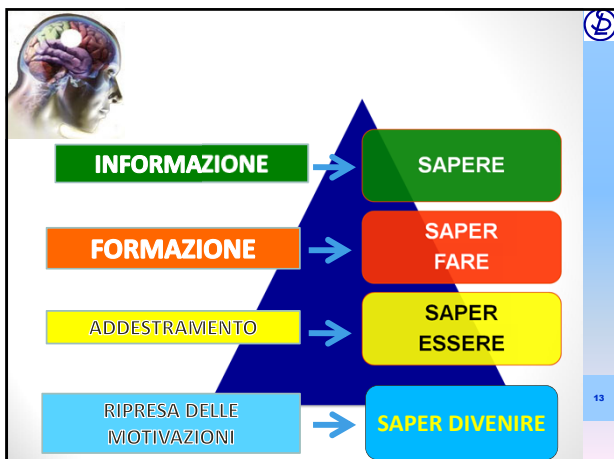 INFORMAZIONE
SAPERE
FORMAZIONE
SAPER
FARE
ADDESTRAMENTO
SAPER
ESSERE
RIPRESA DELLE
MOTIVAZIONI
SAPER DIVENIRE
13